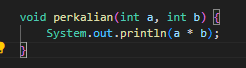 void perkalian(int a, int b) {
    System.out.println(a * b);
}